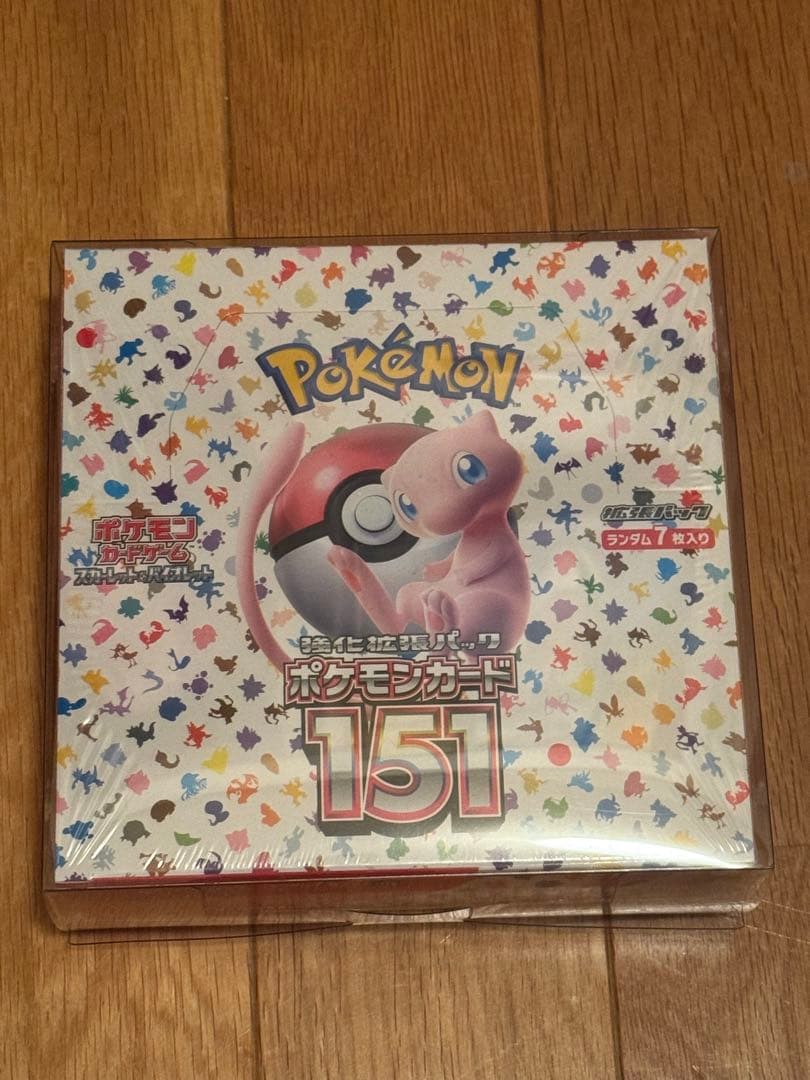 POKéMON
TM
ポケモン
カードゲーム
スカーレット&バイオレット
拡張パック
ランダム7枚入り
強化拡張パック
ポケモンカード
151